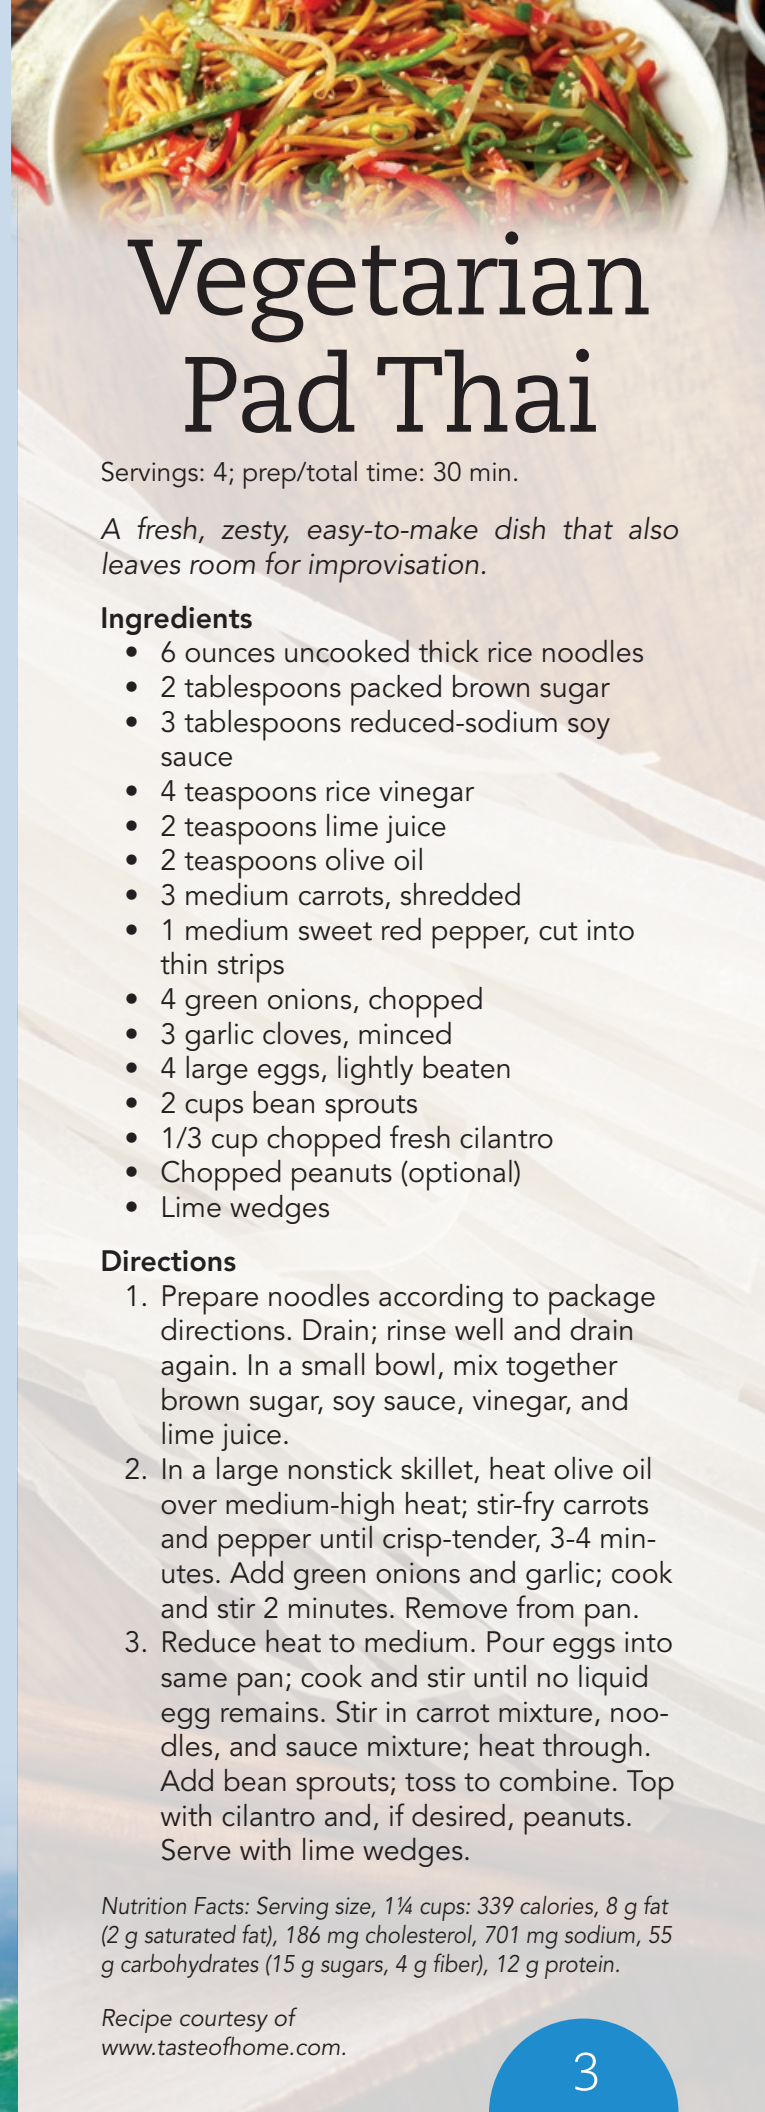 Vegetarian
Pad Thai
Servings: 4; prep/total time: 30 min.
A fresh, zesty, easy-to-make dish that also
leaves room for improvisation.
Ingredients
• 6 ounces uncooked thick rice noodles
• 2 tablespoons packed brown sugar
• 3 tablespoons reduced-sodium soy
sauce
• 4 teaspoons rice vinegar
• 2 teaspoons lime juice
• 2 teaspoons olive oil
• 3 medium carrots, shredded
• 1 medium sweet red pepper, cut into
thin strips
• 4 green onions, chopped
• 3 garlic cloves, minced
• 4 large eggs, lightly beaten
• 2 cups bean sprouts
• 1/3 cup chopped fresh cilantro
• Chopped peanuts (optional)
• Lime wedges
Directions
1. Prepare noodles according to package
directions. Drain; rinse well and drain
again. In a small bowl, mix together
brown sugar, soy sauce, vinegar, and
lime juice.
2. In a large nonstick skillet, heat olive oil
over medium-high heat; stir-fry carrots
and pepper until crisp-tender, 3-4 min-
utes. Add green onions and garlic; cook
and stir 2 minutes. Remove from pan.
3. Reduce heat to medium. Pour eggs into
same pan; cook and stir until no liquid
egg remains. Stir in carrot mixture, noo-
dles, and sauce mixture; heat through.
Add bean sprouts; toss to combine. Top
with cilantro and, if desired, peanuts.
Serve with lime wedges.
Nutrition Facts: Serving size, 1¼ cups: 339 calories, 8 g fat
(2 g saturated fat), 186 mg cholesterol, 701 mg sodium, 55
g carbohydrates (15 g sugars, 4 g fiber), 12 g protein.
Recipe courtesy of
www.tasteofhome.com.
3